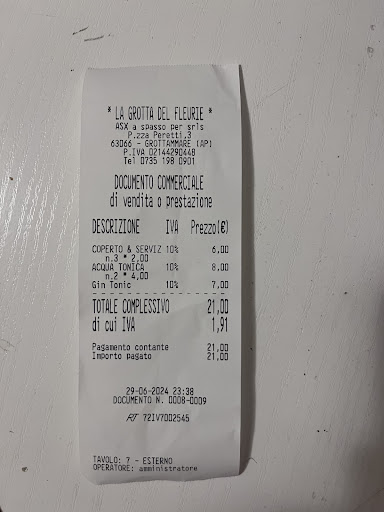 * LA GROTTA DEL FLEURIE *
ASX a spasso per srls
P.zza Peretti,3
63066 - GROTTAMMARE (AP)
P.IVA 02144290448
Tel 0735 198 0901
DOCUMENTO COMMERCIALE
di vendita o prestazione
DESCRIZIONE IVA Prezzo(€)
COPERTO & SERVIZ 10% 6,00
n.3 * 2,00
ACQUA TONICA 10% 8,00
n.2 * 4,00
Gin Tonic 10% 7,00
TOTALE COMPLESSIVO 21,00
di cui IVA 1,91
Pagamento contante 21,00
Importo pagato 21,00
29-06-2024 23:38
DOCUMENTO N. 0008-0009
RT 72IV7002545
TAVOLO: 7 - ESTERNO
OPERATORE: amministratore